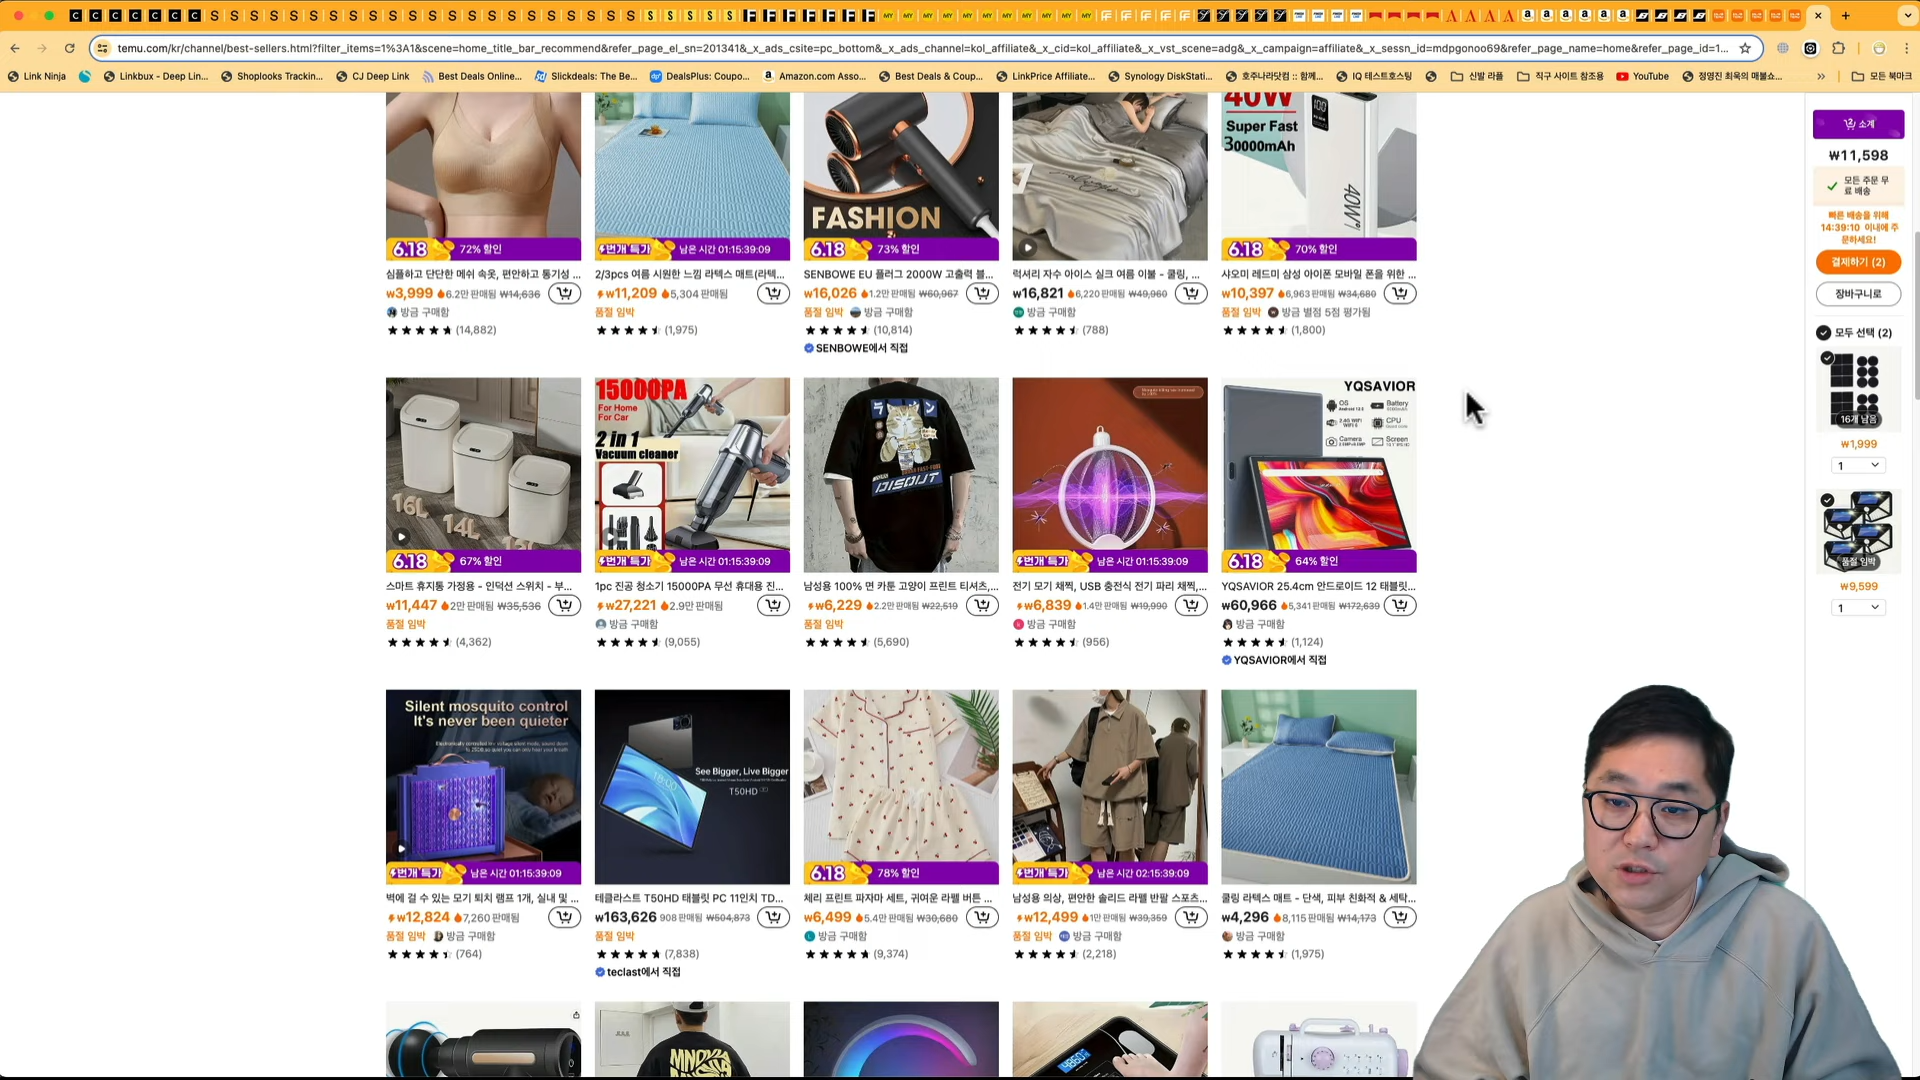 temu.com/kr/channel/best-sellers.html?filter_items=1%3A1&scene=home_title_bar_recommend&refer_page_el_sn=201341&_x_ads_csite=pc_bottom&_x_ads_channel=kol_affiliate&_x_cid=kol_affiliate&_x_vst_scene=adg&_x_campaign=affiliate&_x_sessn_id=mdpgonoo69&refer_page_name=home&refer_page_id=1...
Link Ninja
Linkbux - Deep Lin...
Shoplooks Trackin...
CJ Deep Link
Best Deals Online...
Slickdeals: The Be...
DealsPlus: Coupo...
Amazon.com Asso...
Best Deals & Coup...
LinkPrice Affiliate...
Synology DiskStati...
호주나라닷컴 :: 함께...
IQ 테스트호스팅
신발 라플
직구 사이트 참조용
YouTube
정영진 최욱의 매불쇼...
모든 북마크
FASHION
40W
Super Fast
30000mAh
40W
6.18 72% 할인
번개 특가 남은 시간 01:15:39:09
6.18 73% 할인
6.18 70% 할인
심플하고 단단한 메쉬 속옷, 편안하고 통기성 ...
₩3,999 6.2만 판매됨 ₩14,636
방금 구매함
(14,882)
2/3pcs 여름 시원한 느낌 라텍스 매트(라텍...
₩11,209 5,304 판매됨
품절 임박
(1,975)
SENBOWE EU 플러그 2000W 고출력 블...
₩16,026 1.2만 판매됨 ₩60,967
품절 임박 방금 구매함
(10,814)
SENBOWE에서 직접
럭셔리 자수 아이스 실크 여름 이불 - 쿨링, ...
₩16,821 6,220 판매됨 ₩49,960
방금 구매함
(788)
샤오미 레드미 삼성 아이폰 모바일 폰을 위한 ...
₩10,397 6,963 판매됨 ₩34,680
품절 임박 방금 별점 5점 평가됨
(1,800)
16L
14L
15000PA
For Home
For Car
2 in 1
Vacuum cleaner
DISOUT
YQSAVIOR
OS
Battery
CPU
Camera
Screen
6.18 67% 할인
번개 특가 남은 시간 01:15:39:09
번개 특가 남은 시간 01:15:39:09
6.18 64% 할인
스마트 휴지통 가정용 - 인덕션 스위치 - 부...
₩11,447 2만 판매됨 ₩35,536
품절 임박
(4,362)
1pc 진공 청소기 15000PA 무선 휴대용 진...
₩27,221 2.9만 판매됨
방금 구매함
(9,055)
남성용 100% 면 카툰 고양이 프린트 티셔츠,...
₩6,229 2.2만 판매됨 ₩22,519
품절 임박
(5,690)
전기 모기 채찍, USB 충전식 전기 파리 채찍,...
₩6,839 1.4만 판매됨 ₩19,990
방금 구매함
(956)
YQSAVIOR 25.4cm 안드로이드 12 태블릿...
₩60,966 5,341 판매됨 ₩172,639
방금 구매함
(1,124)
YQSAVIOR에서 직접
Silent mosquito control
It's never been quieter
See Bigger, Live Bigger
T50HD
번개 특가 남은 시간 01:15:39:09
6.18 78% 할인
번개 특가 남은 시간 02:15:39:09
벽에 걸 수 있는 모기 퇴치 램프 1개, 실내 및 ...
₩12,824 7,260 판매됨
품절 임박 방금 구매함
(764)
테클라스트 T50HD 태블릿 PC 11인치 TD...
₩163,626 908 판매됨 ₩504,873
품절 임박
(7,838)
teclast에서 직접
체리 프린트 파자마 세트, 귀여운 라펠 버튼 ...
₩6,499 5.4만 판매됨 ₩30,680
방금 구매함
(9,374)
남성용 의상, 편안한 솔리드 라펠 반팔 스포츠...
₩12,499 1만 판매됨 ₩39,359
품절 임박 방금 구매함
(2,218)
쿨링 라텍스 매트 - 단색, 피부 친화적 & 세탁...
₩4,296 8,115 판매됨 ₩14,173
방금 구매함
(1,975)
소계
₩11,598
모든 주문 무
료 배송
빠른 배송을 위해
14:39:10 이내에 주
문하세요!
결제하기 (2)
장바구니로
모두 선택 (2)
16개 남음
₩1,999
1
품절 임박
₩9,599
1